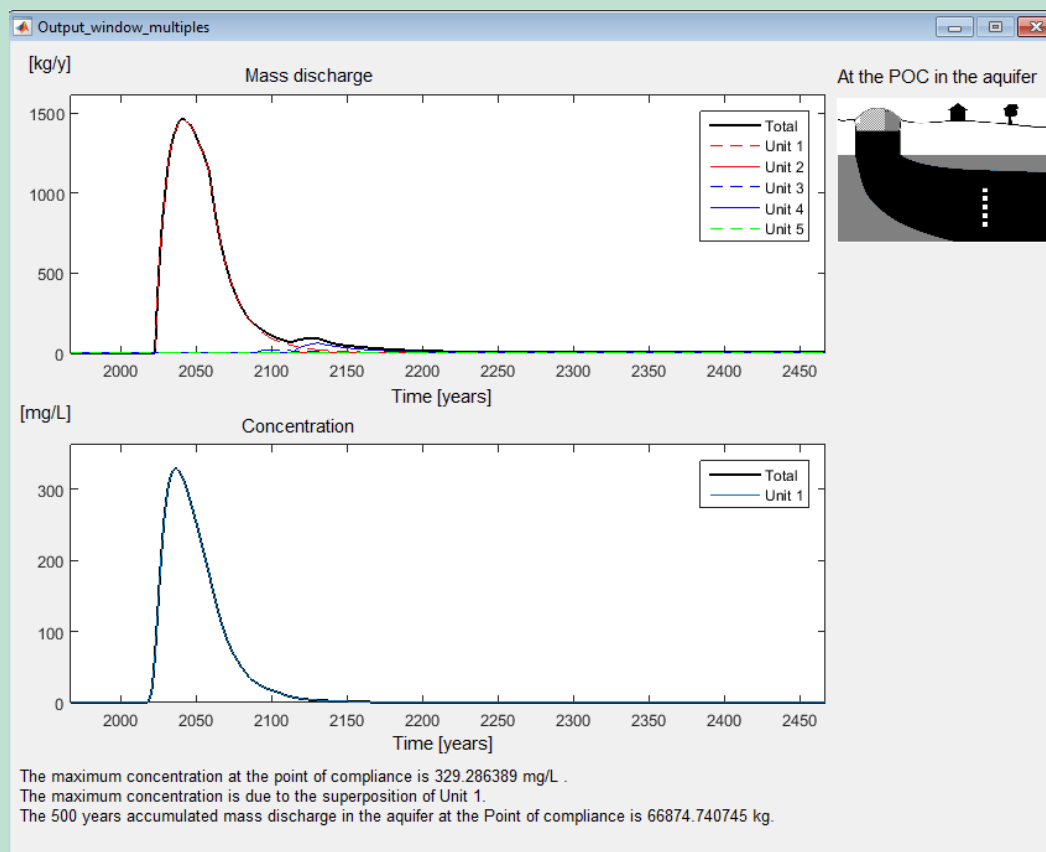 Output_window_multiples
[kg/y]
Mass discharge
At the POC in the aquifer
1500
1000
500
0
Total
Unit 1
Unit 2
Unit 3
Unit 4
Unit 5
2000 2050 2100 2150 2200 2250 2300 2350 2400 2450
Time [years]
[mg/L]
Concentration
300
200
100
0
Total
Unit 1
2000 2050 2100 2150 2200 2250 2300 2350 2400 2450
Time [years]
The maximum concentration at the point of compliance is 329.286389 mg/L .
The maximum concentration is due to the superposition of Unit 1.
The 500 years accumulated mass discharge in the aquifer at the Point of compliance is 66874.740745 kg.